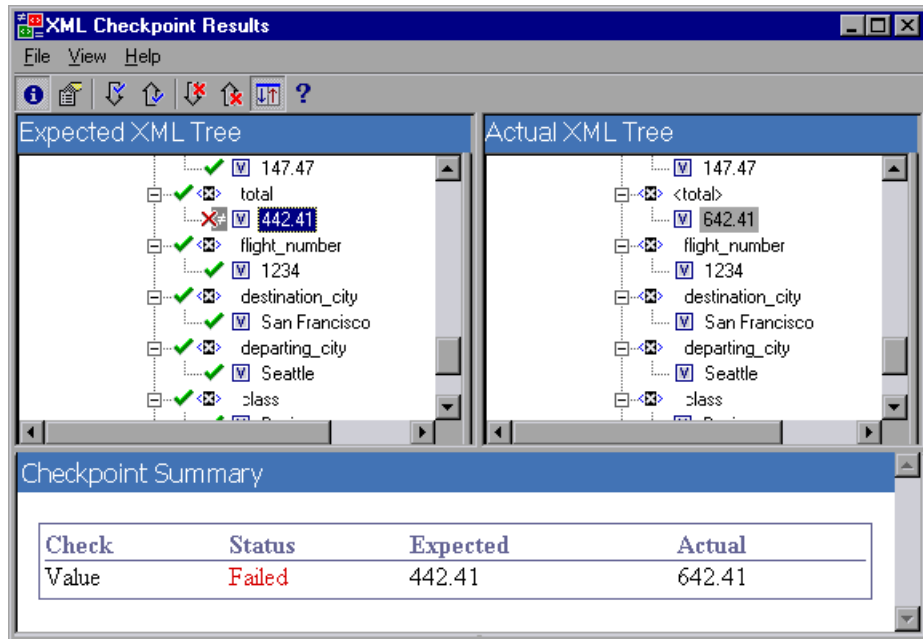 XML Checkpoint Results
File View Help
Expected XML Tree
147.47
total
442.41
flight_number
1234
destination_city
San Francisco
departing_city
Seattle
class
Actual XML Tree
147.47
<total>
642.41
flight_number
1234
destination_city
San Francisco
departing_city
Seattle
class
Checkpoint Summary
Check Status Expected Actual
Value Failed 442.41 642.41